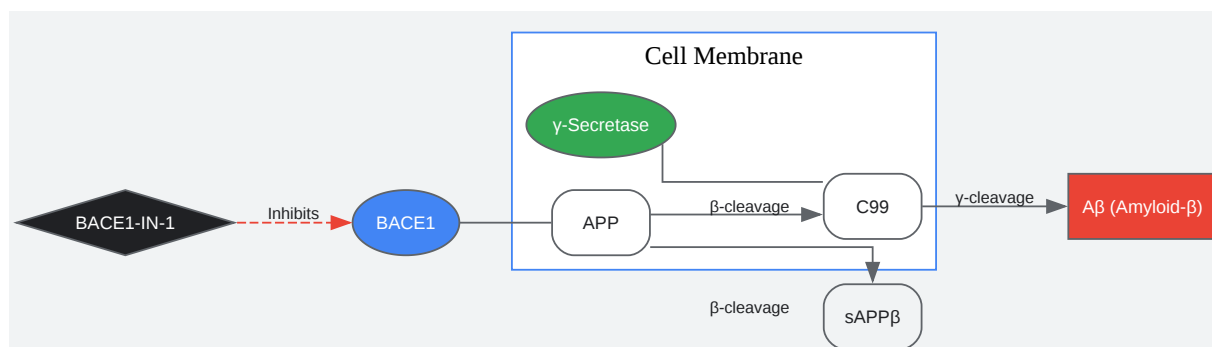 Cell Membrane
γ-Secretase
BACE1-IN-1
Inhibits
BACE1
APP
β-cleavage
C99
γ-cleavage
Aβ (Amyloid-β)
β-cleavage
sAPPβ